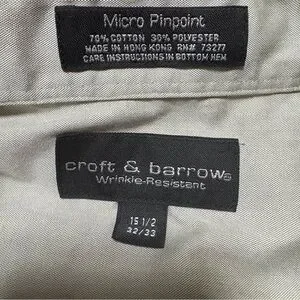 Micro Pinpoint
70% COTTON 30% POLYESTER
MADE IN HONG KONG RN# 73277
CARE INSTRUCTIONS IN BOTTOM HEM
croft & barrow®
Wrinkle-Resistant
15 1/2
32/33